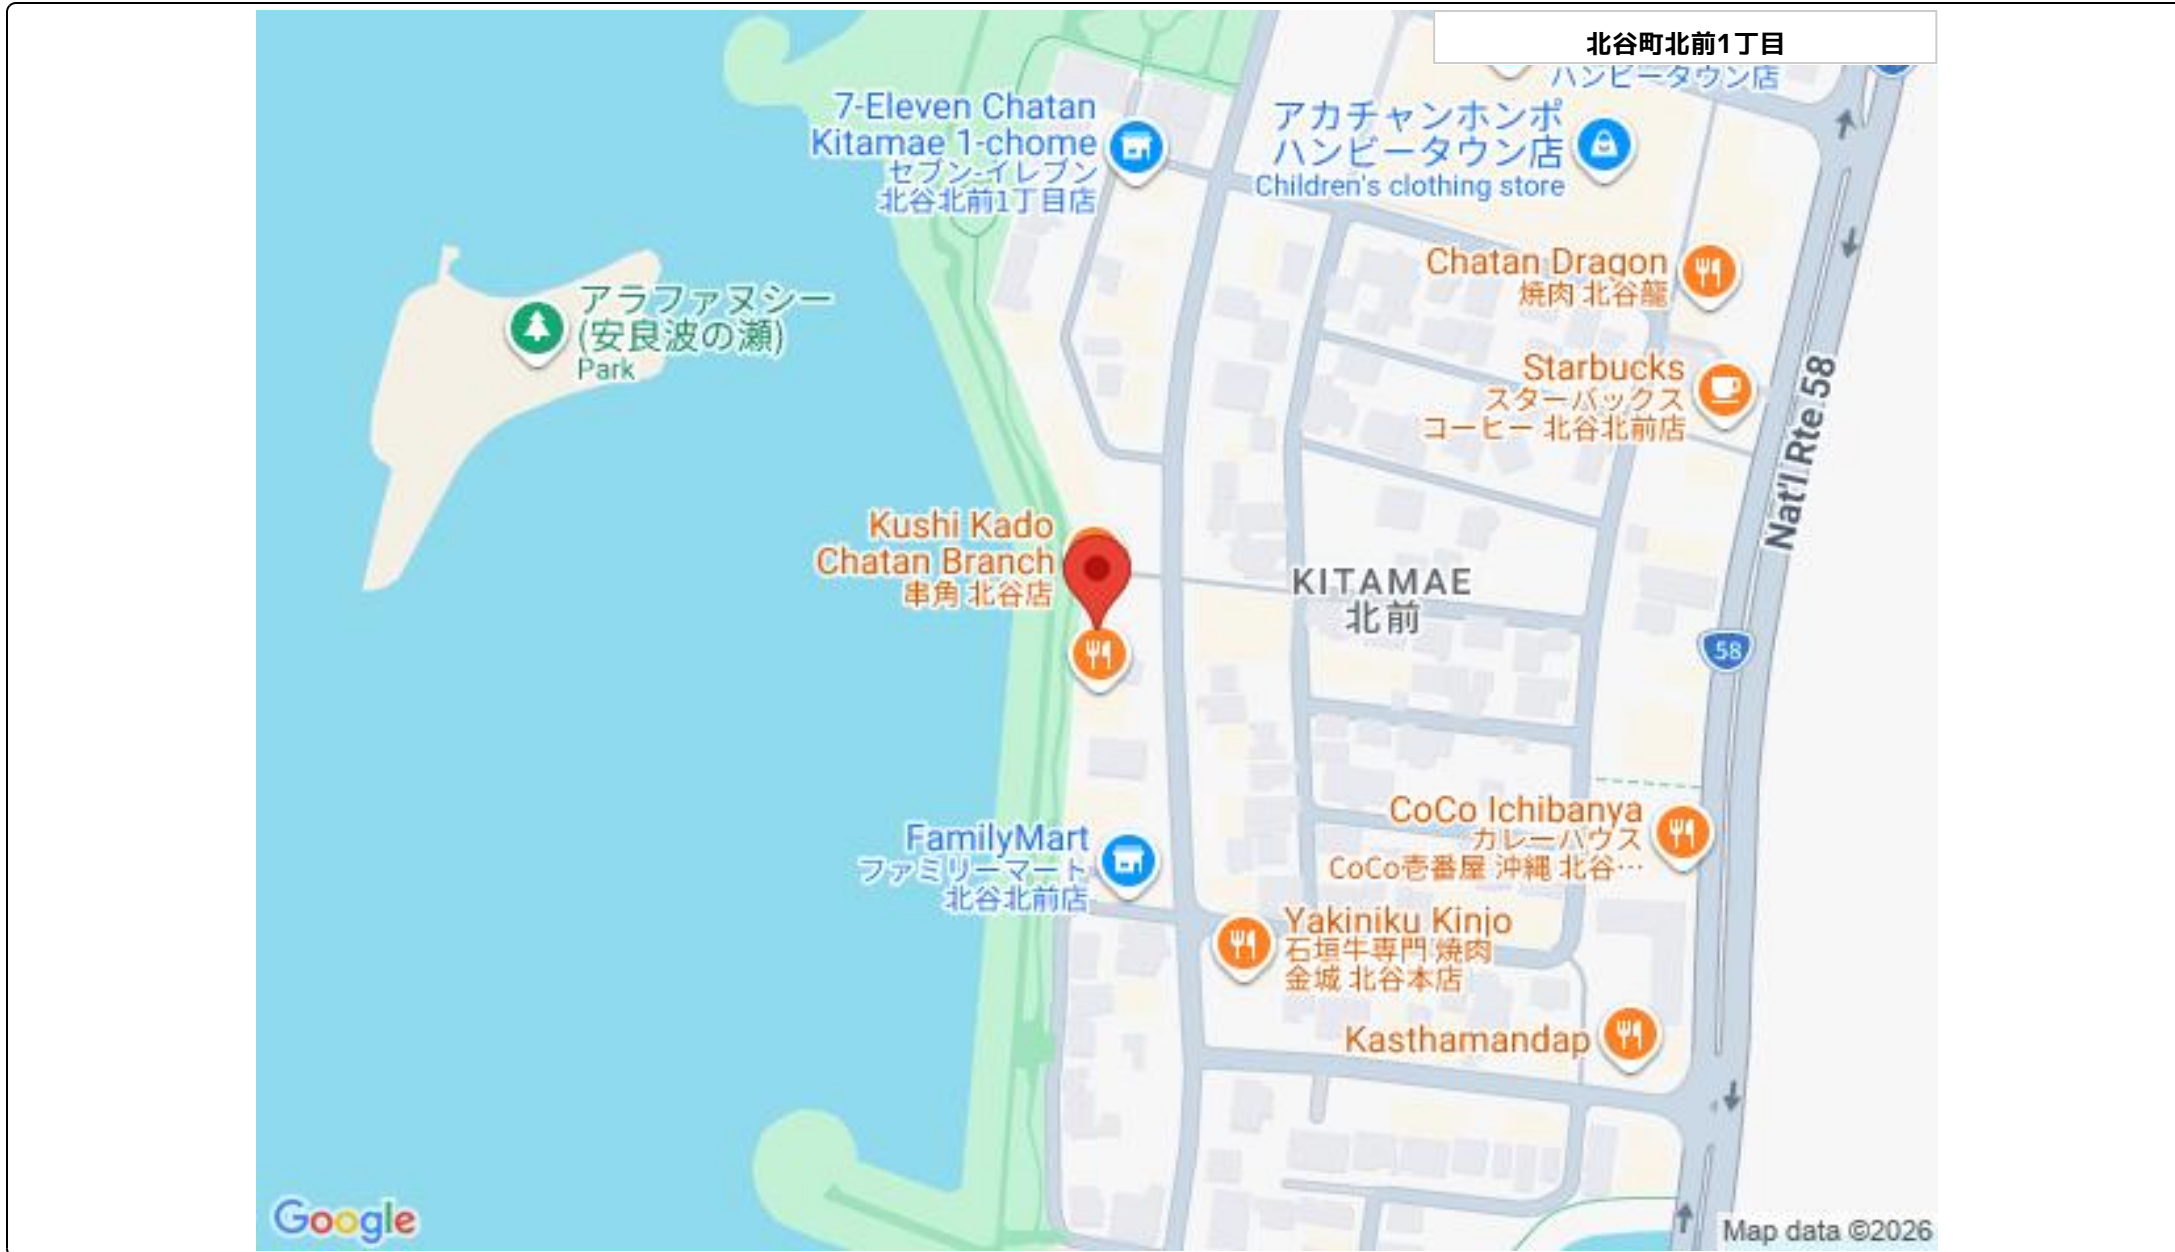 北谷町北前1丁目
ハンビータウン店
7-Eleven Chatan
Kitamae 1-chome
セブン-イレブン
北谷北前1丁目店
アカチャンホンポ
ハンビータウン店
Children's clothing store
Chatan Dragon
焼肉 北谷龍
アラファヌシー
(安良波の瀬)
Park
Starbucks
スターバックス
コーヒー 北谷北前店
Nat'l Rte 58
Kushi Kado
Chatan Branch
串角 北谷店
KITAMAE
北前
58
CoCo Ichibanya
カレーハウス
CoCo壱番屋 沖縄 北谷…
FamilyMart
ファミリーマート
北谷北前店
Yakiniku Kinjo
石垣牛専門 焼肉
金城 北谷本店
Kasthamandap
Google
Map data ©2026